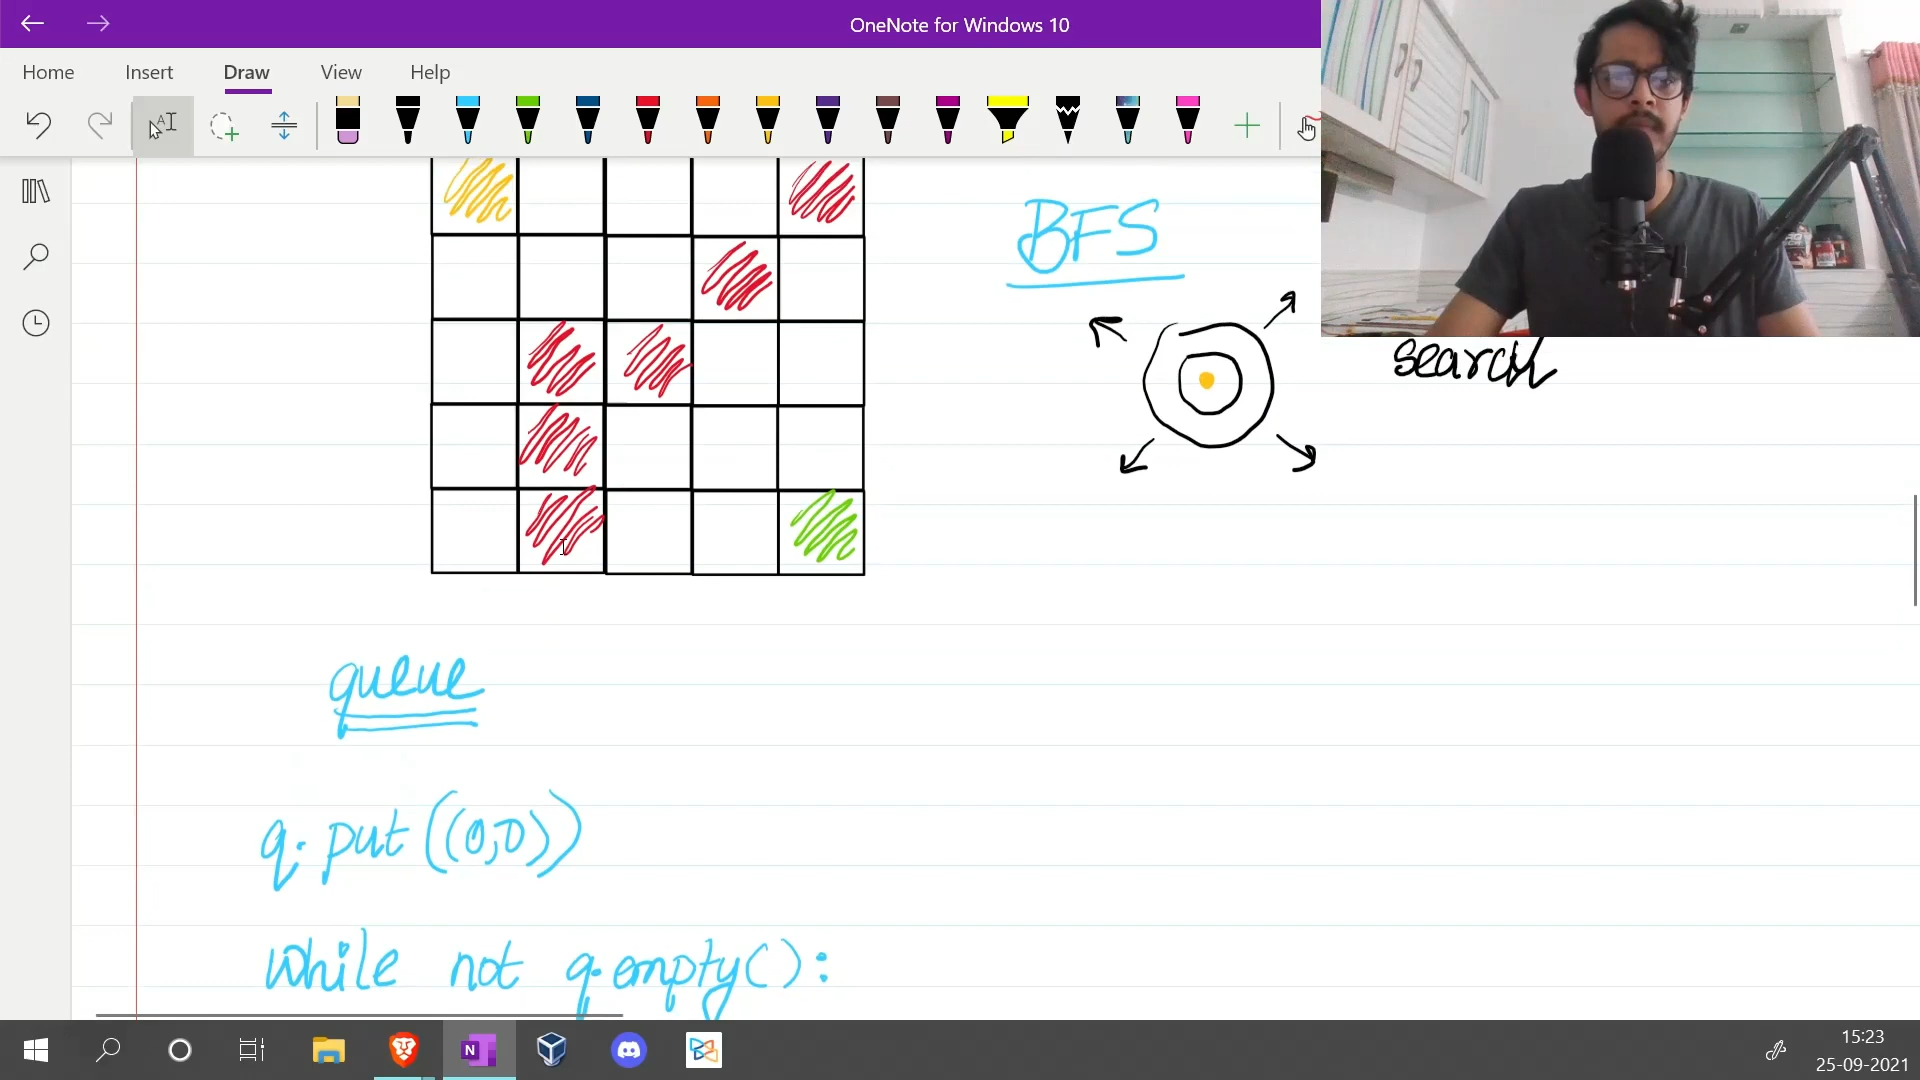 OneNote for Windows 10
Home Insert Draw View Help
BFS
search
queue
q.put((0,0))
while not q.empty():
15:23
25-09-2021